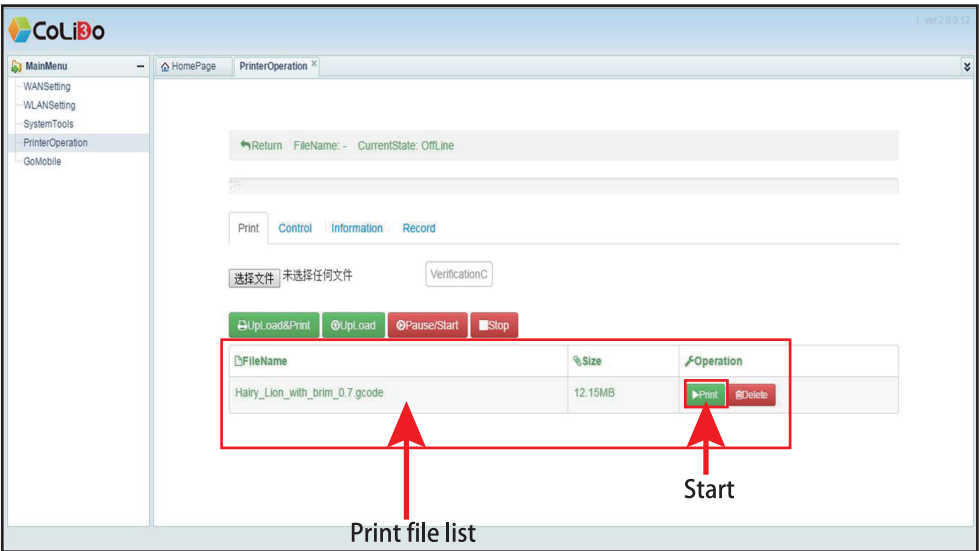 CoLiDo
ver:2.0.0.12
MainMenu
HomePage
PrinterOperation
WANSetting
WLANSetting
SystemTools
PrinterOperation
GoMobile
Return FileName: - CurrentState: OffLine
Print Control Information Record
选择文件 未选择任何文件 VerificationC
UpLoad&Print UpLoad Pause/Start Stop
FileName Size Operation
Hairy_Lion_with_brim_0.7.gcode 12.15MB Print Delete
Start
Print file list